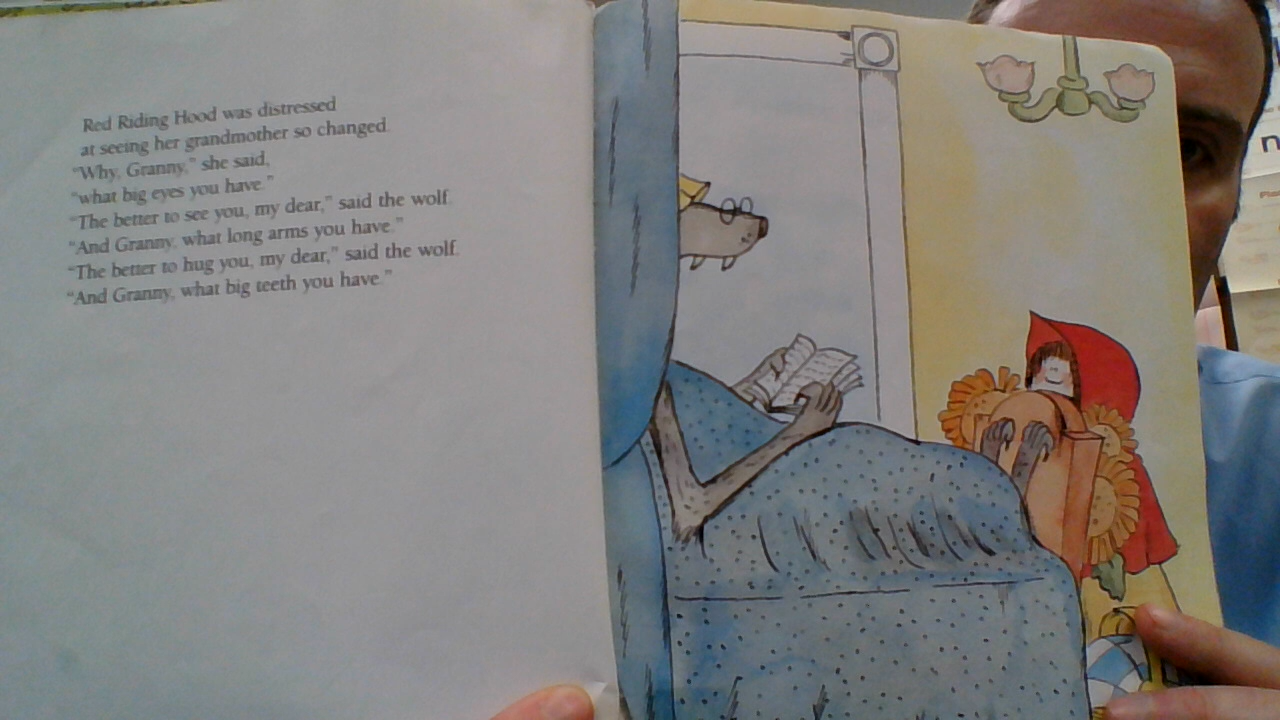 Red Riding Hood was distressed
at seeing her grandmother so changed.
"Why, Granny," she said,
"what big eyes you have."
"The better to see you, my dear," said the wolf.
"And Granny, what long arms you have."
"The better to hug you, my dear," said the wolf.
"And Granny, what big teeth you have."